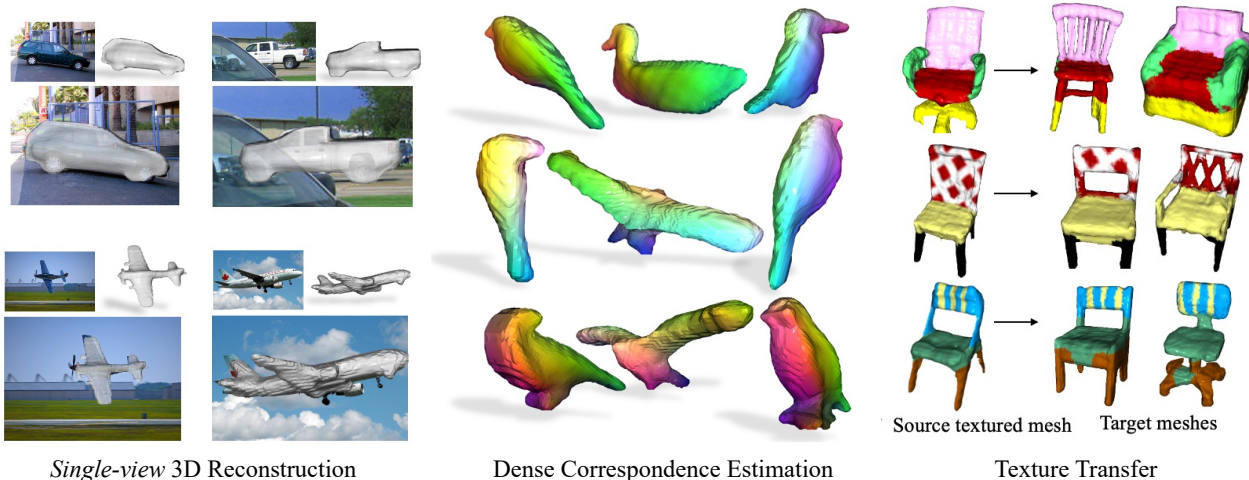 Source textured mesh
Target meshes
Single-view 3D Reconstruction
Dense Correspondence Estimation
Texture Transfer